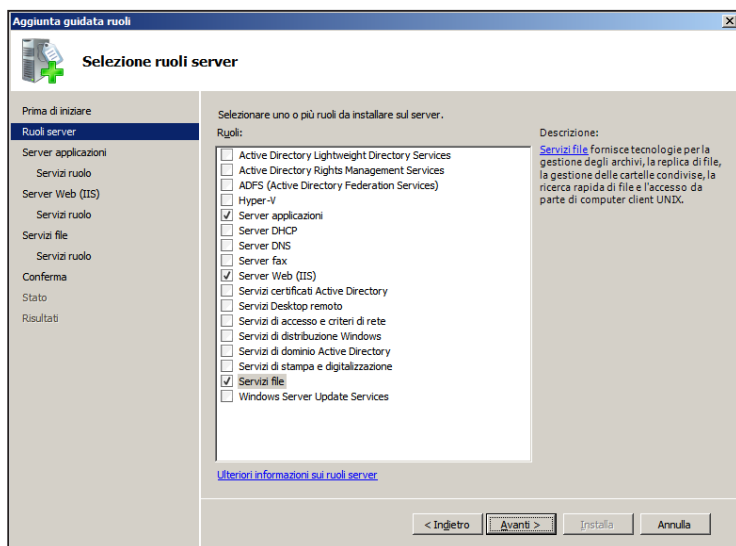 Aggiunta guidata ruoli
Selezione ruoli server
Prima di iniziare
Ruoli server
Server applicazioni
Servizi ruolo
Server Web (IIS)
Servizi ruolo
Servizi file
Servizi ruolo
Conferma
Stato
Risultati
Selezionare uno o più ruoli da installare sul server.
Ruoli:
Active Directory Lightweight Directory Services
Active Directory Rights Management Services
ADFS (Active Directory Federation Services)
Hyper-V
Server applicazioni
Server DHCP
Server DNS
Server fax
Server Web (IIS)
Servizi certificati Active Directory
Servizi Desktop remoto
Servizi di accesso e criteri di rete
Servizi di distribuzione Windows
Servizi di dominio Active Directory
Servizi di stampa e digitalizzazione
Servizi file
Windows Server Update Services
Ulteriori informazioni sui ruoli server
Descrizione:
Servizi file fornisce tecnologie per la
gestione degli archivi, la replica di file,
la gestione delle cartelle condivise, la
ricerca rapida di file e l'accesso da
parte di computer client UNIX.
< Indietro
Avanti >
Installa
Annulla